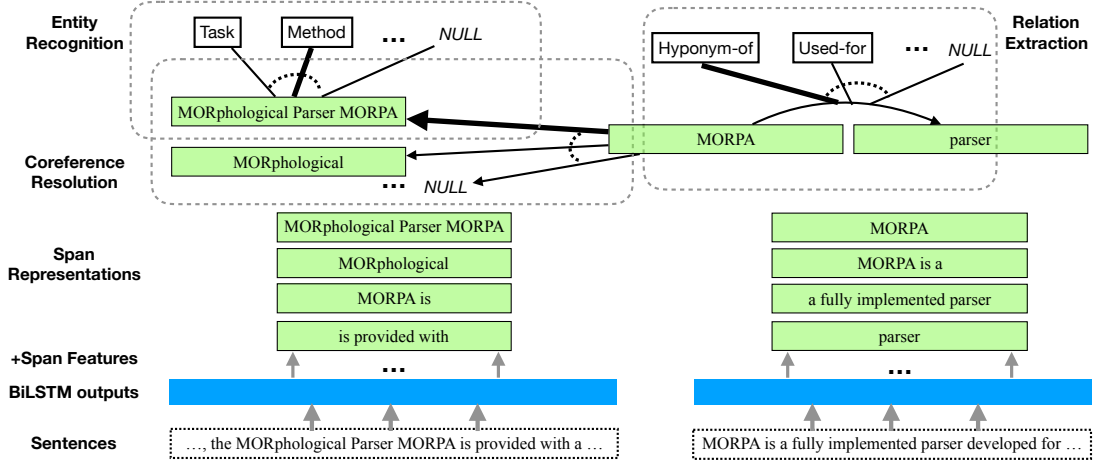 Entity
Recognition
Task
Method
...
NULL
Hyponym-of
Used-for
...
NULL
Relation
Extraction
MORphological Parser MORPA
MORPA
parser
Coreference
Resolution
MORphological
...
NULL
Span
Representations
MORphological Parser MORPA
MORphological
MORPA is
is provided with
MORPA
MORPA is a
a fully implemented parser
parser
+Span Features
...
...
BiLSTM outputs
Sentences
..., the MORphological Parser MORPA is provided with a ...
MORPA is a fully implemented parser developed for ...